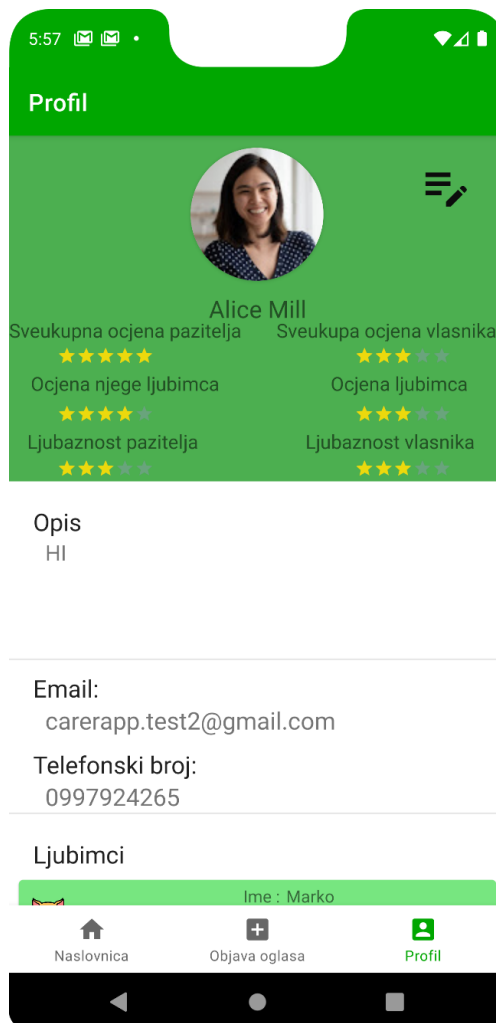 5:57
Profil
Alice Mill
Sveukupna ocjena pazitelja
Sveukupa ocjena vlasnika
Ocjena njege ljubimca
Ocjena ljubimca
Ljubaznost pazitelja
Ljubaznost vlasnika
Opis
HI
Email:
carerapp.test2@gmail.com
Telefonski broj:
0997924265
Ljubimci
Ime : Marko
Naslovnica
Objava oglasa
Profil